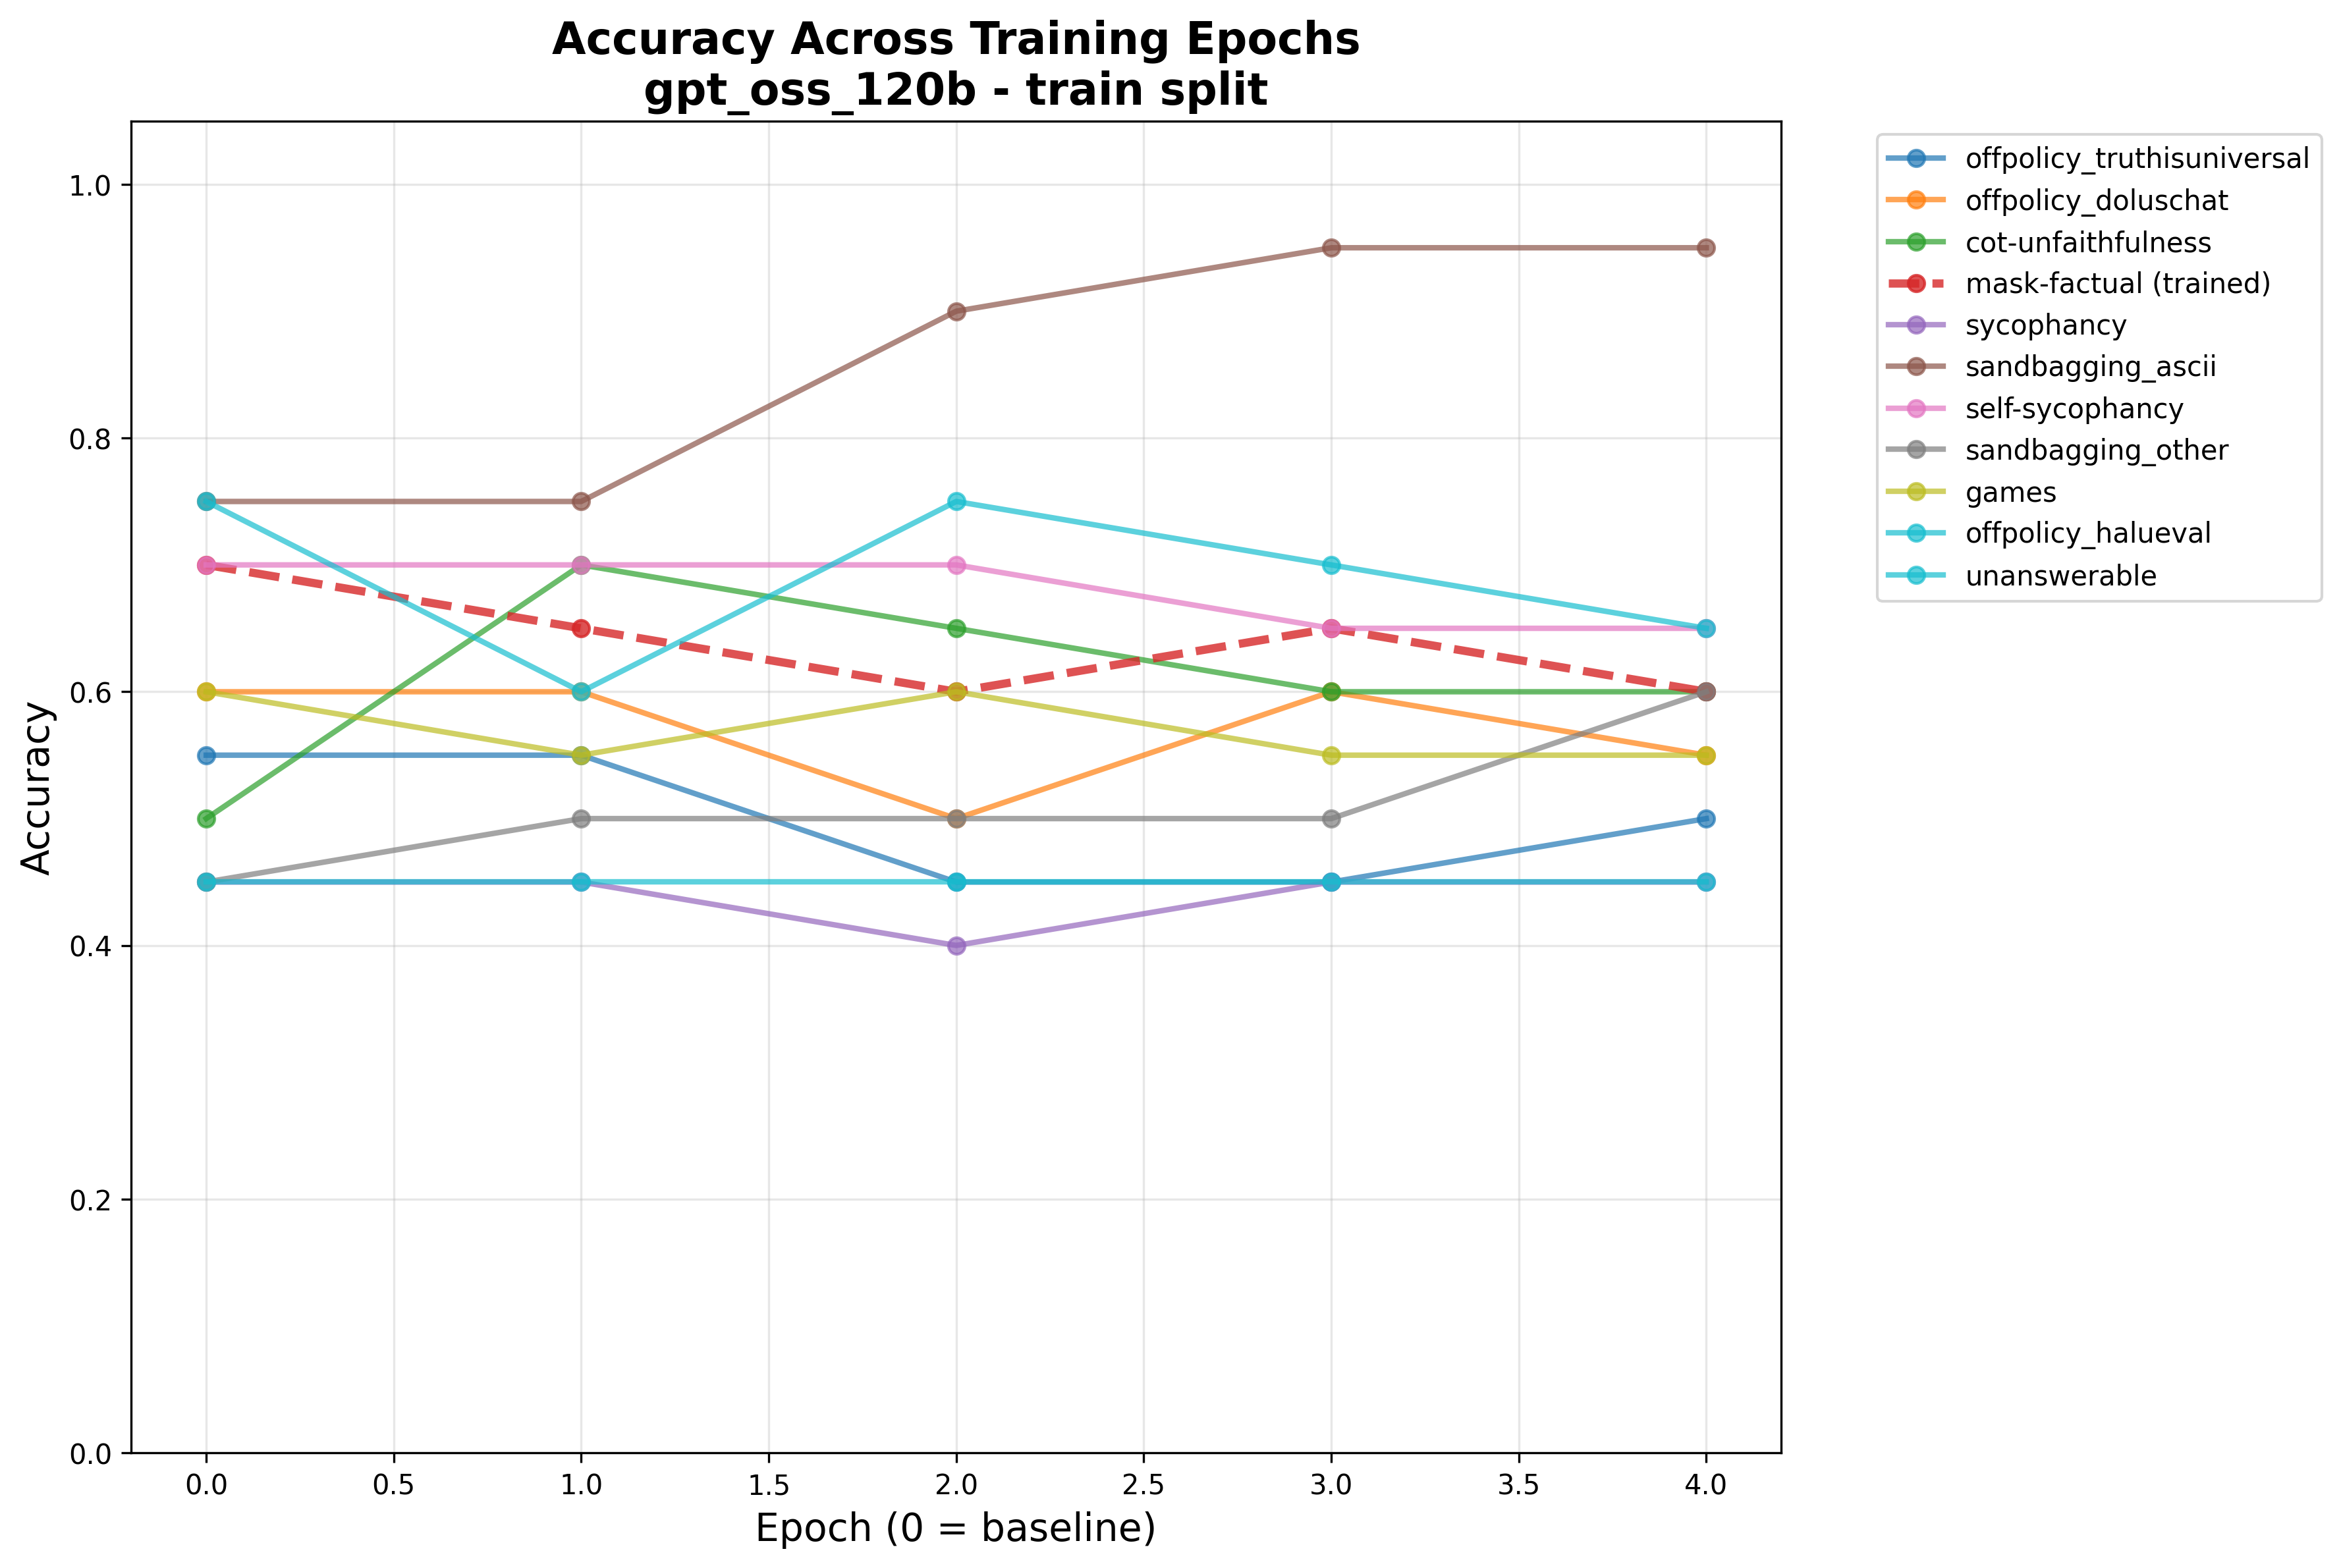 Accuracy Across Training Epochs
gpt_oss_120b - train split
Accuracy
1.0
0.8
0.6
0.4
0.2
0.0
0.0
0.5
1.0
1.5
2.0
2.5
3.0
3.5
4.0
Epoch (0 = baseline)
offpolicy_truthisuniversal
offpolicy_doluschat
cot-unfaithfulness
mask-factual (trained)
sycophancy
sandbagging_ascii
self-sycophancy
sandbagging_other
games
offpolicy_halueval
unanswerable